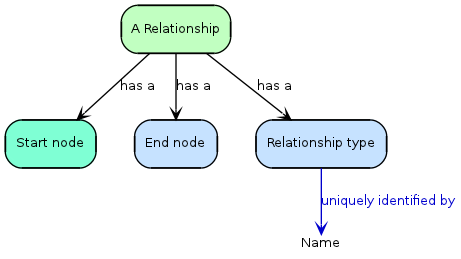 A Relationship
has a
has a
has a
Start node
End node
Relationship type
uniquely identified by
Name